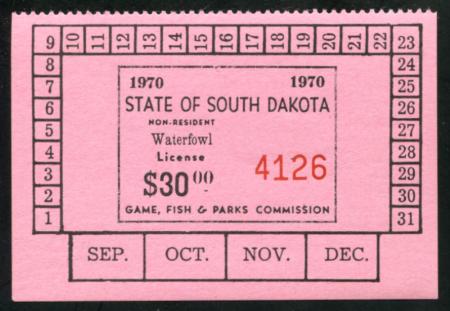 9 10 11 12 13 14 15 16 17 18 19 20 21 22 23
8 24
7 1970 1970 25
6 STATE OF SOUTH DAKOTA 26
5 NON-RESIDENT 27
Waterfowl
4 License 28
3 $30.00 4126 29
2 30
1 GAME, FISH & PARKS COMMISSION 31
SEP. OCT. NOV. DEC.